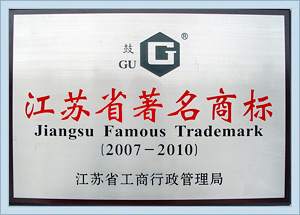 鼓 G ®
GU
江苏省著名商标
Jiangsu Famous Trademark
(2007-2010)
江苏省工商行政管理局